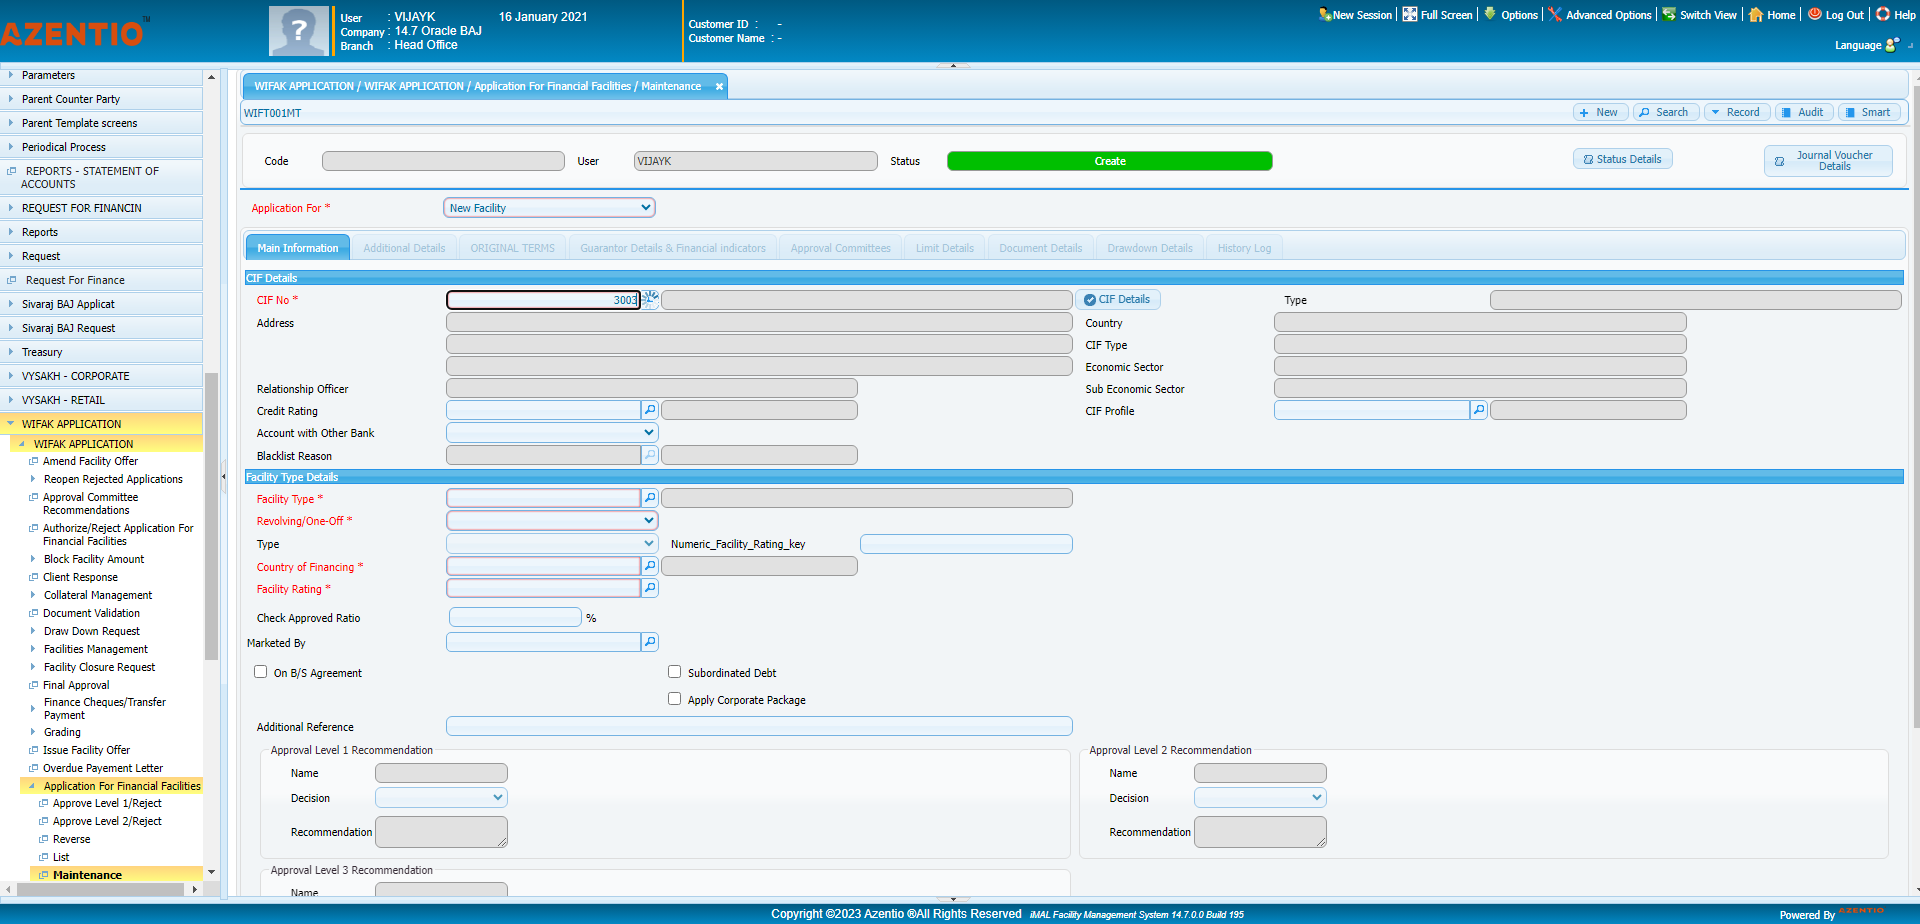 AZENTIO™
User : VIJAYK 16 January 2021
Company : 14.7 Oracle BAJ
Branch : Head Office
Customer ID : -
Customer Name : -
New Session Full Screen Options Advanced Options Switch View Home Log Out Help
Language
Parameters
Parent Counter Party
Parent Template screens
Periodical Process
REPORTS - STATEMENT OF
ACCOUNTS
REQUEST FOR FINANCIN
Reports
Request
Request For Finance
Sivaraj BAJ Applicat
Sivaraj BAJ Request
Treasury
VYSAKH - CORPORATE
VYSAKH - RETAIL
WIFAK APPLICATION
WIFAK APPLICATION
Amend Facility Offer
Reopen Rejected Applications
Approval Committee
Recommendations
Authorize/Reject Application For
Financial Facilities
Block Facility Amount
Client Response
Collateral Management
Document Validation
Draw Down Request
Facilities Management
Facility Closure Request
Final Approval
Finance Cheques/Transfer
Payment
Grading
Issue Facility Offer
Overdue Payement Letter
Application For Financial Facilities
Approve Level 1/Reject
Approve Level 2/Reject
Reverse
List
Maintenance
WIFAK APPLICATION / WIFAK APPLICATION / Application For Financial Facilities / Maintenance
WIFT001MT
New Search Record Audit Smart
Code User VIJAYK Status Create Status Details Journal Voucher
Details
Application For * New Facility
Main Information Additional Details ORIGINAL TERMS Guarantor Details & Financial indicators Approval Committees Limit Details Document Details Drawdown Details History Log
CIF Details
CIF No * 3003 CIF Details Type
Address Country
CIF Type
Economic Sector
Relationship Officer Sub Economic Sector
Credit Rating CIF Profile
Account with Other Bank
Blacklist Reason
Facility Type Details
Facility Type *
Revolving/One-Off *
Type Numeric_Facility_Rating_key
Country of Financing *
Facility Rating *
Check Approved Ratio %
Marketed By
On B/S Agreement Subordinated Debt
Apply Corporate Package
Additional Reference
Approval Level 1 Recommendation Approval Level 2 Recommendation
Name Name
Decision Decision
Recommendation Recommendation
Approval Level 3 Recommendation
Name
Copyright ©2023 Azentio ®All Rights Reserved iMAL Facility Management System 14.7.0.0 Build 195
Powered By AZENTIO